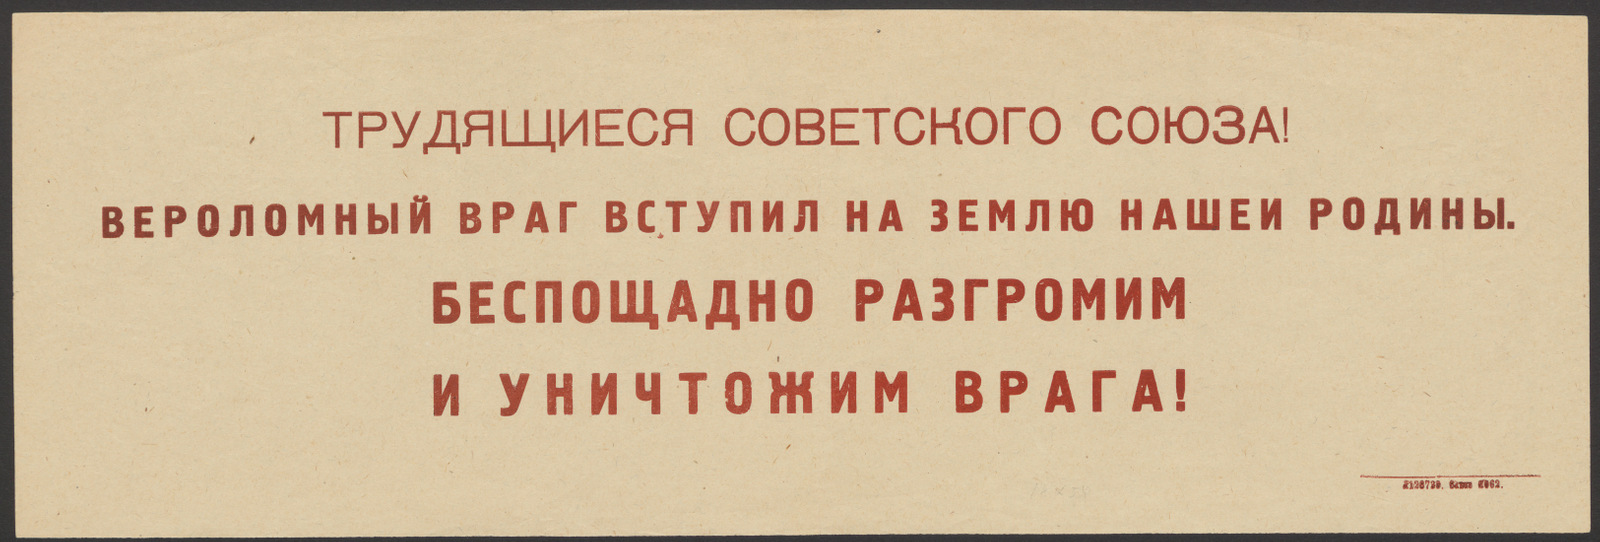 ТРУДЯЩИЕСЯ СОВЕТСКОГО СОЮЗА!
ВЕРОЛОМНЫЙ ВРАГ ВСТУПИЛ НА ЗЕМЛЮ НАШЕИ РОДИНЫ.
БЕСПОЩАДНО РАЗГРОМИМ
И УНИЧТОЖИМ ВРАГА!